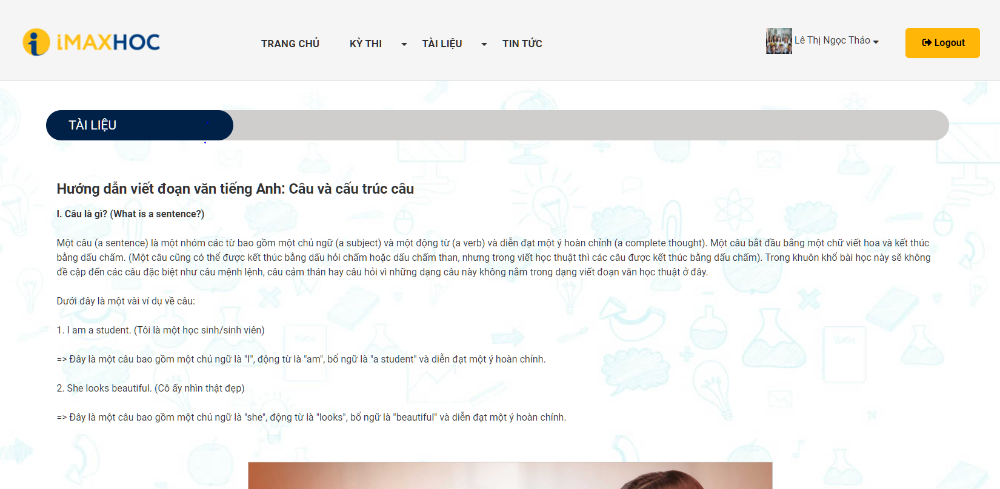 iMAXHOC
TRANG CHỦ KỲ THI TÀI LIỆU TIN TỨC
Lê Thị Ngọc Thảo
Logout
TÀI LIỆU
Hướng dẫn viết đoạn văn tiếng Anh: Câu và cấu trúc câu
I. Câu là gì? (What is a sentence?)
Một câu (a sentence) là một nhóm các từ bao gồm một chủ ngữ (a subject) và một động từ (a verb) và diễn đạt một ý hoàn chỉnh (a complete thought). Một câu bắt đầu bằng một chữ viết hoa và kết thúc
bằng dấu chấm. (Một câu cũng có thể được kết thúc bằng dấu hỏi chấm hoặc dấu chấm than, nhưng trong viết học thuật thì các câu được kết thúc bằng dấu chấm). Trong khuôn khổ bài học này sẽ không
đề cập đến các câu đặc biệt như câu mệnh lệnh, câu cảm thán hay câu hỏi vì những dạng câu này không nằm trong dạng viết đoạn văn học thuật ở đây.
Dưới đây là một vài ví dụ về câu:
1. I am a student. (Tôi là một học sinh/sinh viên)
=> Đây là một câu bao gồm một chủ ngữ là "I", động từ là "am", bổ ngữ là "a student" và diễn đạt một ý hoàn chỉnh.
2. She looks beautiful. (Cô ấy nhìn thật đẹp)
=> Đây là một câu bao gồm một chủ ngữ là "she", động từ là "looks", bổ ngữ là "beautiful" và diễn đạt một ý hoàn chỉnh.